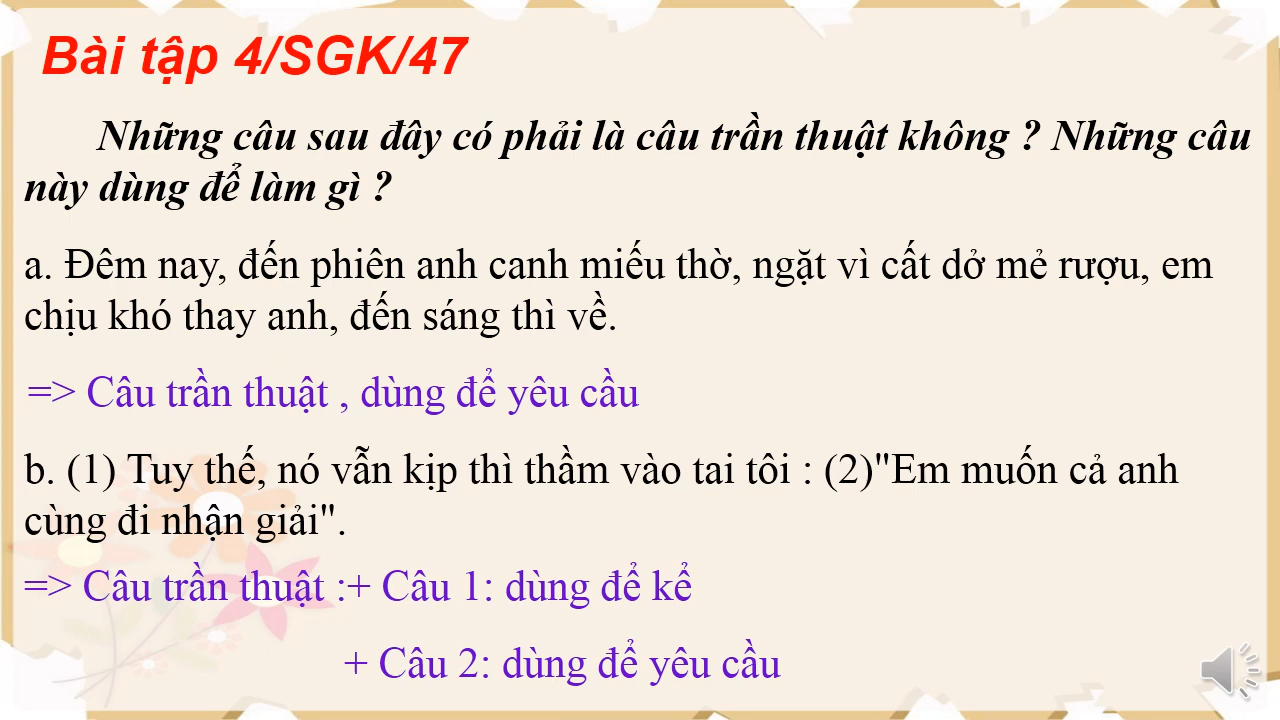 Bài tập 4/SGK/47
Những câu sau đây có phải là câu trần thuật không ? Những câu
này dùng để làm gì ?
a. Đêm nay, đến phiên anh canh miếu thờ, ngặt vì cất dở mẻ rượu, em
chịu khó thay anh, đến sáng thì về.
=> Câu trần thuật , dùng để yêu cầu
b. (1) Tuy thế, nó vẫn kịp thì thầm vào tai tôi : (2)"Em muốn cả anh
cùng đi nhận giải".
=> Câu trần thuật :+ Câu 1: dùng để kể
+ Câu 2: dùng để yêu cầu